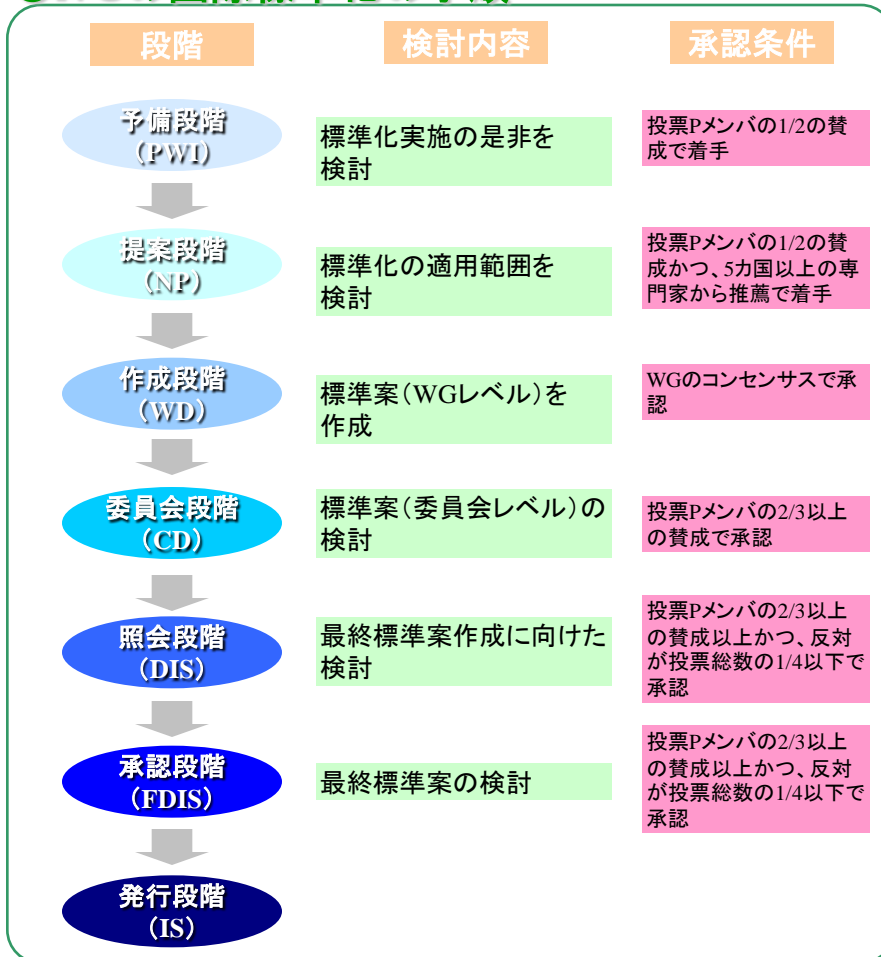 段階
検討内容
承認条件
予備段階
(PWI)
標準化実施の是非を
検討
投票Pメンバの1/2の賛
成で着手
提案段階
(NP)
標準化の適用範囲を
検討
投票Pメンバの1/2の賛
成かつ、5カ国以上の専
門家から推薦で着手
作成段階
(WD)
標準案(WGレベル)を
作成
WGのコンセンサスで承
認
委員会段階
(CD)
標準案(委員会レベル)の
検討
投票Pメンバの2/3以上
の賛成で承認
照会段階
(DIS)
最終標準案作成に向けた
検討
投票Pメンバの2/3以上
の賛成以上かつ、反対
が投票総数の1/4以下で
承認
承認段階
(FDIS)
最終標準案の検討
投票Pメンバの2/3以上
の賛成以上かつ、反対
が投票総数の1/4以下で
承認
発行段階
(IS)